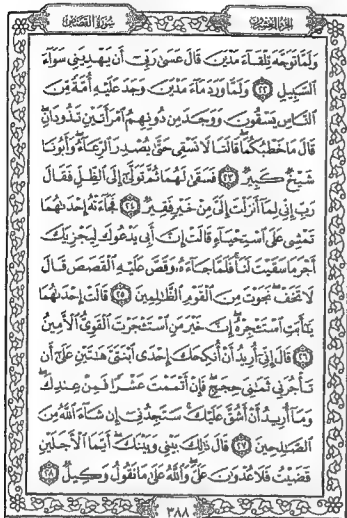 الجزء العشرون سورة القصص
وَلَمَّا تَوَجَّهَ تِلْقَآءَ مَدْيَنَ قَالَ عَسَىٰ رَبِّىٓ أَن يَهْدِيَنِى سَوَآءَ
ٱلسَّبِيلِ ٢٢ وَلَمَّا وَرَدَ مَآءَ مَدْيَنَ وَجَدَ عَلَيْهِ أُمَّةً مِّنَ
ٱلنَّاسِ يَسْقُونَ وَوَجَدَ مِن دُونِهِمُ ٱمْرَأَتَيْنِ تَذُودَانِ ۖ
قَالَ مَا خَطْبُكُمَا ۖ قَالَتَا لَا نَسْقِى حَتَّىٰ يُصْدِرَ ٱلرِّعَآءُ ۖ وَأَبُونَا
شَيْخٌ كَبِيرٌ ٢٣ فَسَقَىٰ لَهُمَا ثُمَّ تَوَلَّىٰٓ إِلَى ٱلظِّلِّ فَقَالَ
رَبِّ إِنِّى لِمَآ أَنزَلْتَ إِلَىَّ مِنْ خَيْرٍ فَقِيرٌ ٢٤ فَجَآءَتْهُ إِحْدَىٰهُمَا
تَمْشِى عَلَى ٱسْتِحْيَآءٍ قَالَتْ إِنَّ أَبِى يَدْعُوكَ لِيَجْزِيَكَ
أَجْرَ مَا سَقَيْتَ لَنَا ۚ فَلَمَّا جَآءَهُۥ وَقَصَّ عَلَيْهِ ٱلْقَصَصَ قَالَ
لَا تَخَفْ ۖ نَجَوْتَ مِنَ ٱلْقَوْمِ ٱلظَّٰلِمِينَ ٢٥ قَالَتْ إِحْدَىٰهُمَا
يَٰٓأَبَتِ ٱسْتَـْٔجِرْهُ ۖ إِنَّ خَيْرَ مَنِ ٱسْتَـْٔجَرْتَ ٱلْقَوِىُّ ٱلْأَمِينُ
٢٦ قَالَ إِنِّىٓ أُرِيدُ أَنْ أُنكِحَكَ إِحْدَى ٱبْنَتَىَّ هَٰتَيْنِ عَلَىٰٓ أَن
تَأْجُرَنِى ثَمَٰنِىَ حِجَجٍ ۖ فَإِنْ أَتْمَمْتَ عَشْرًا فَمِنْ عِندِكَ ۖ
وَمَآ أُرِيدُ أَنْ أَشُقَّ عَلَيْكَ ۚ سَتَجِدُنِىٓ إِن شَآءَ ٱللَّهُ مِنَ
ٱلصَّٰلِحِينَ ٢٧ قَالَ ذَٰلِكَ بَيْنِى وَبَيْنَكَ ۖ أَيَّمَا ٱلْأَجَلَيْنِ
قَضَيْتُ فَلَا عُدْوَٰنَ عَلَىَّ ۖ وَٱللَّهُ عَلَىٰ مَا نَقُولُ وَكِيلٌ ٢٨
٣٨٨